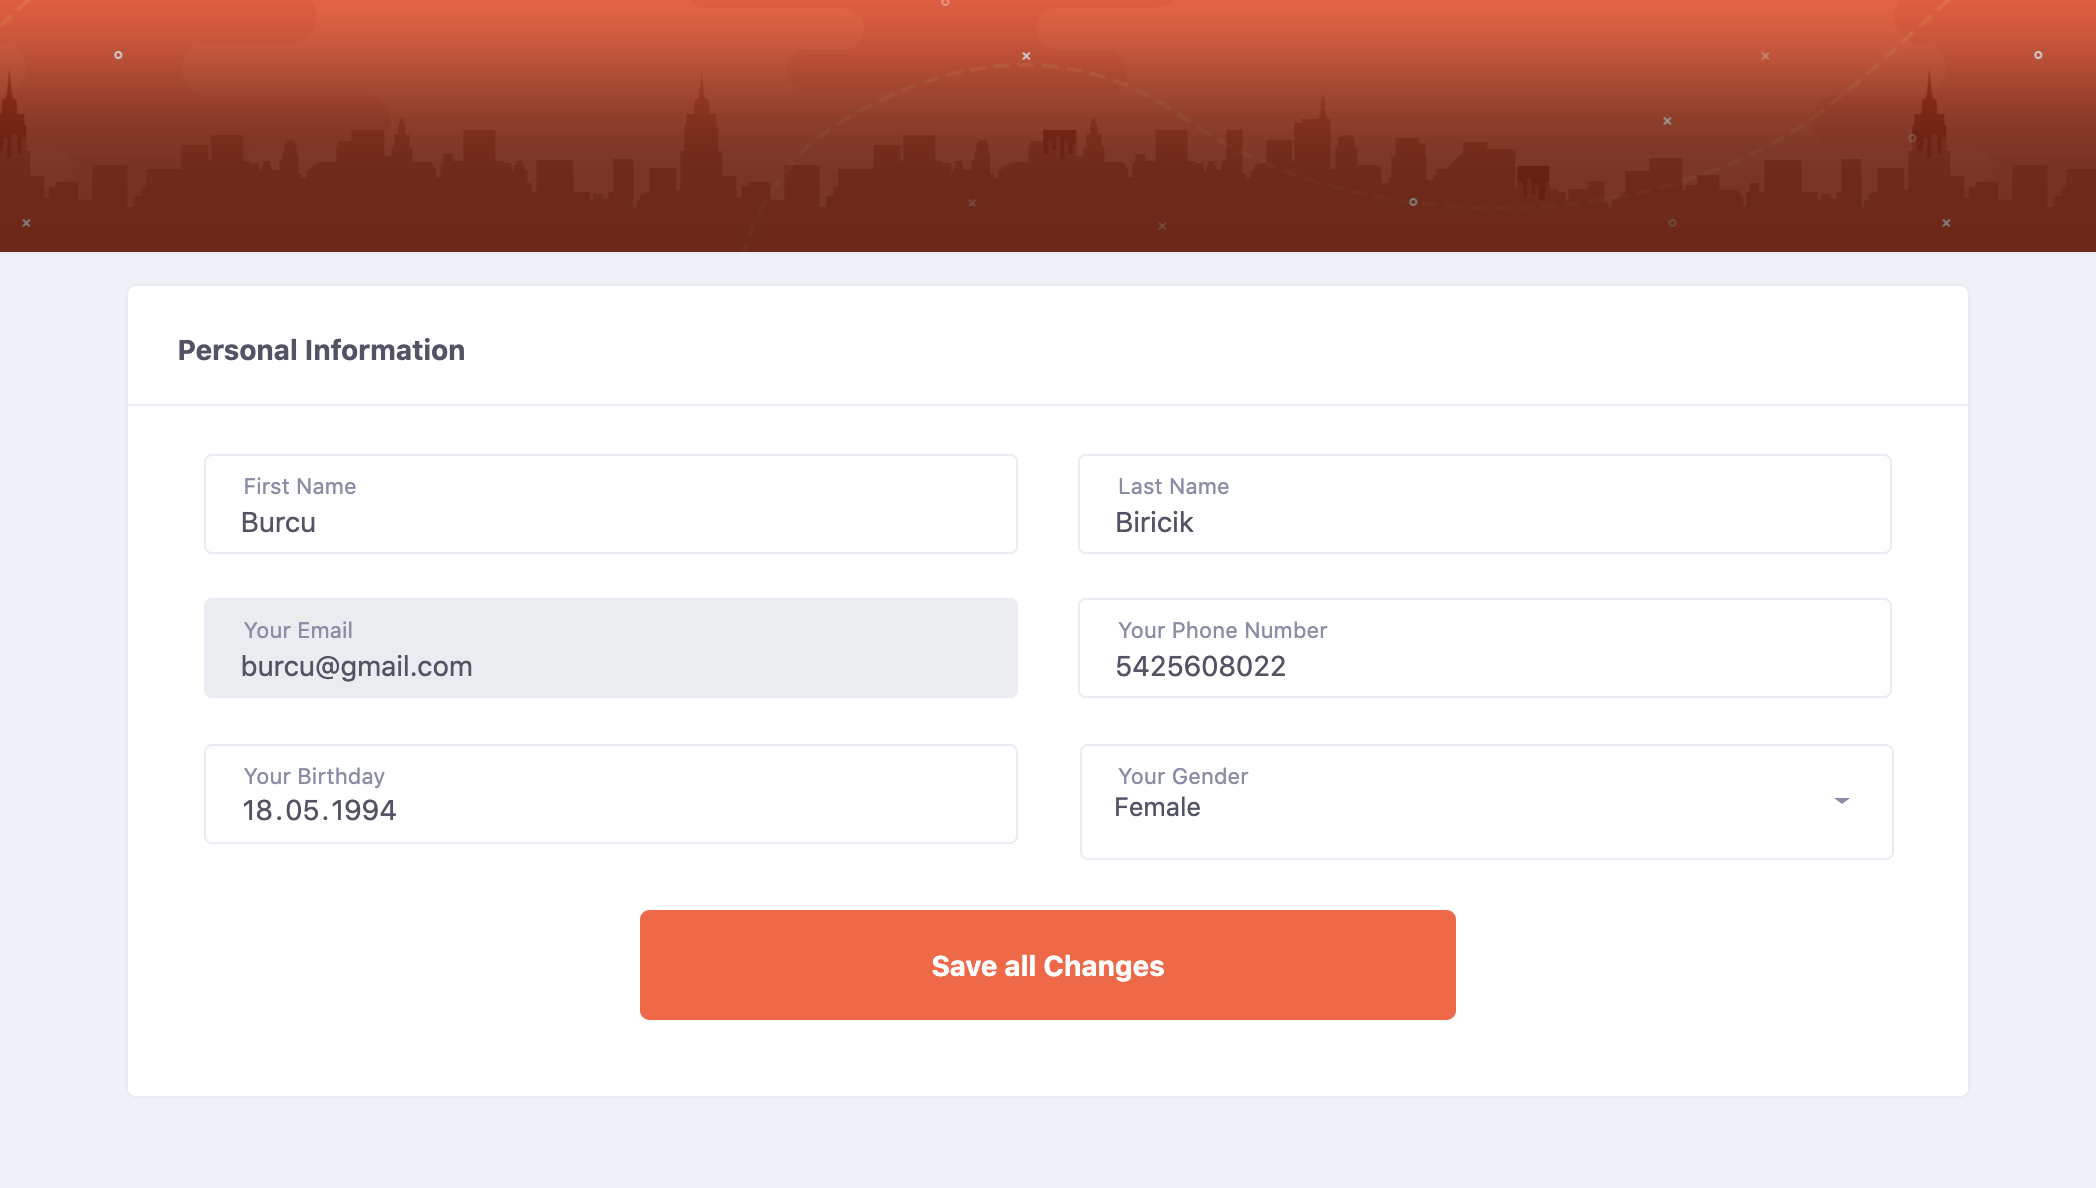 Personal Information
First Name
Burcu
Last Name
Biricik
Your Email
burcu@gmail.com
Your Phone Number
5425608022
Your Birthday
18.05.1994
Your Gender
Female
Save all Changes